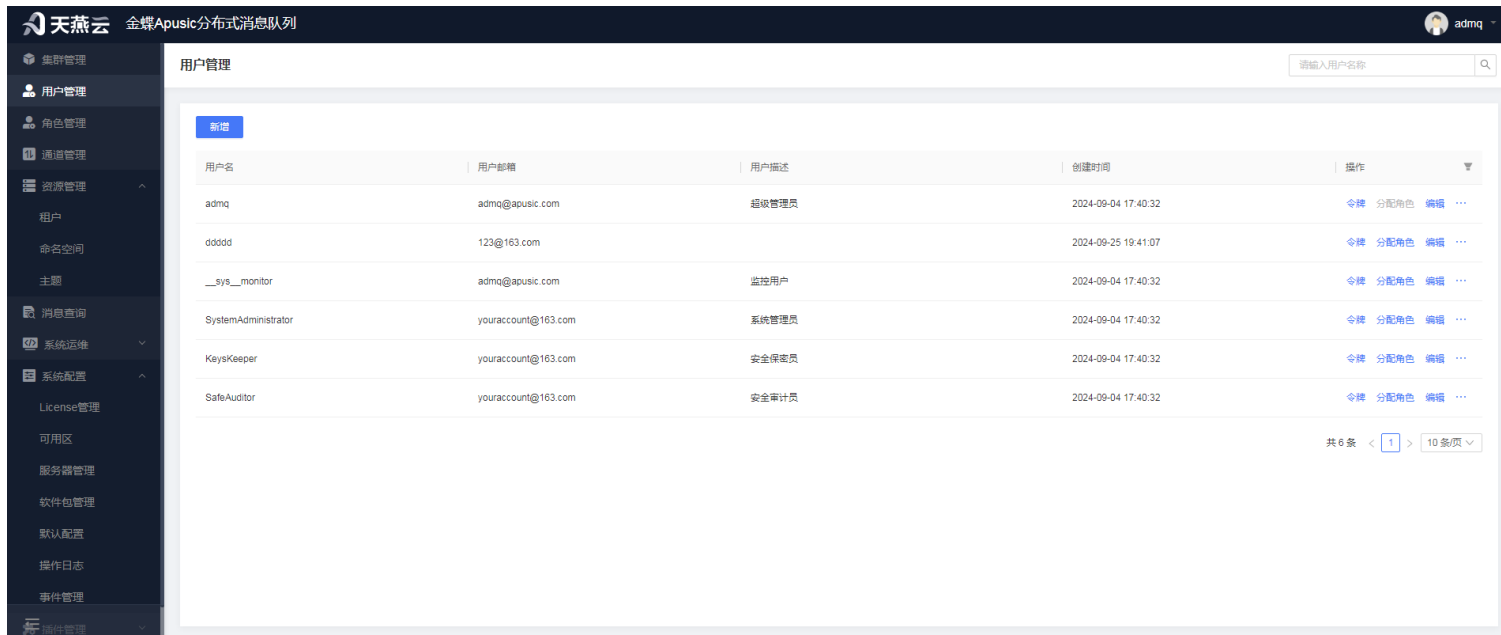 天燕云 金蝶Apusic分布式消息队列 admq
集群管理
用户管理
角色管理
通道管理
资源管理
租户
命名空间
主题
消息查询
系统运维
系统配置
License管理
可用区
服务器管理
软件包管理
默认配置
操作日志
事件管理
插件管理
用户管理 请输入用户名称
新增
用户名 用户邮箱 用户描述 创建时间 操作
admq admq@apusic.com 超级管理员 2024-09-04 17:40:32 令牌 分配角色 编辑 ···
ddddd 123@163.com 2024-09-25 19:41:07 令牌 分配角色 编辑 ···
__sys__monitor admq@apusic.com 监控用户 2024-09-04 17:40:32 令牌 分配角色 编辑 ···
SystemAdministrator youraccount@163.com 系统管理员 2024-09-04 17:40:32 令牌 分配角色 编辑 ···
KeysKeeper youraccount@163.com 安全保密员 2024-09-04 17:40:32 令牌 分配角色 编辑 ···
SafeAuditor youraccount@163.com 安全审计员 2024-09-04 17:40:32 令牌 分配角色 编辑 ···
共 6 条 < 1 > 10 条/页